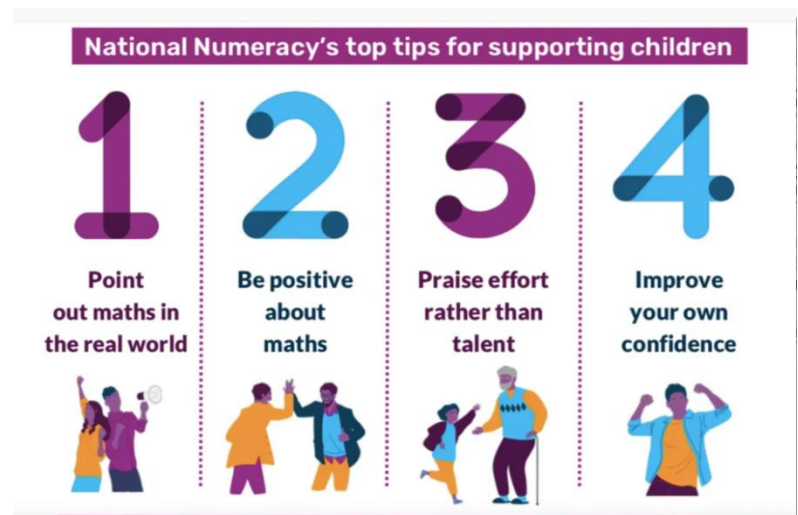 National Numeracy's top tips for supporting children
1
Point
out maths in
the real world
2
Be positive
about
maths
3
Praise effort
rather than
talent
4
Improve
your own
confidence